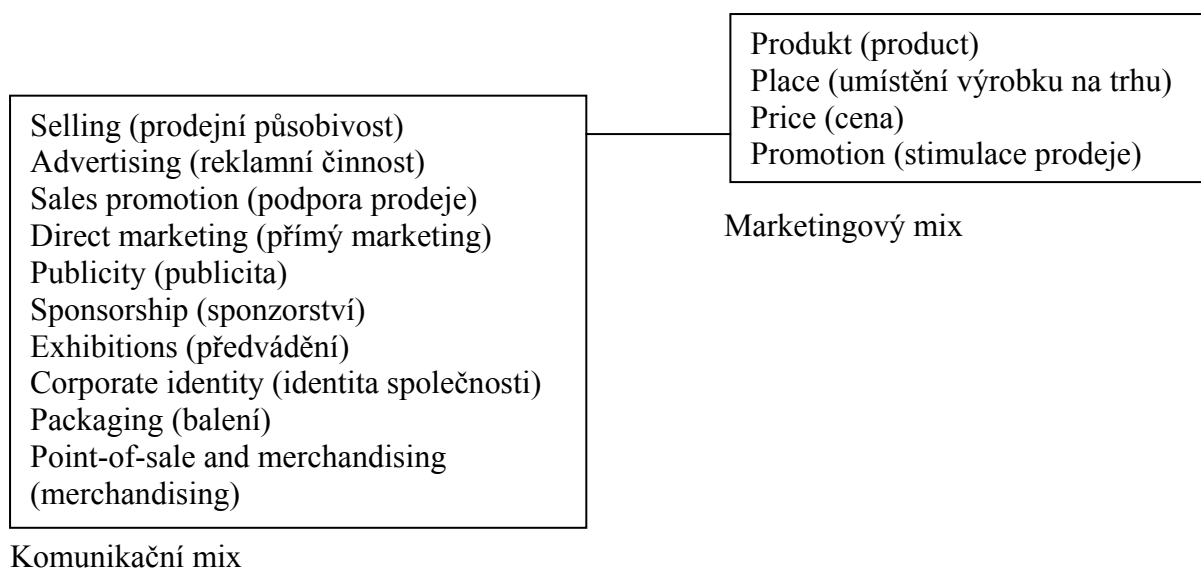 Produkt (product)
Place (umístění výrobku na trhu)
Price (cena)
Promotion (stimulace prodeje)
Marketingový mix
Selling (prodejní působivost)
Advertising (reklamní činnost)
Sales promotion (podpora prodeje)
Direct marketing (přímý marketing)
Publicity (publicita)
Sponsorship (sponzorství)
Exhibitions (předvádění)
Corporate identity (identita společnosti)
Packaging (balení)
Point-of-sale and merchandising
(merchandising)
Komunikační mix